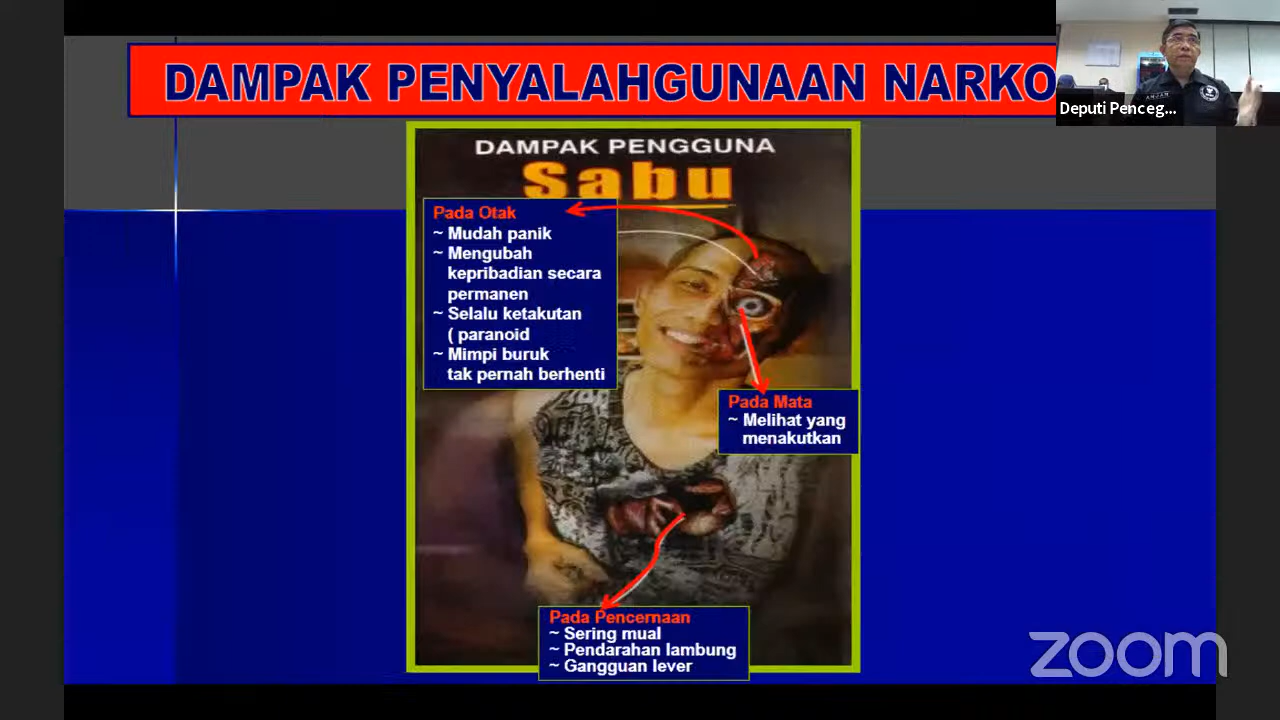 DAMPAK PENYALAHGUNAAN NARKO
Deputi Penceg...
DAMPAK PENGGUNA
Sabu
Pada Otak
~ Mudah panik
~ Mengubah
kepribadian secara
permanen
~ Selalu ketakutan
( paranoid
~ Mimpi buruk
tak pernah berhenti
Pada Mata
~ Melihat yang
menakutkan
Pada Pencernaan
~ Sering mual
~ Pendarahan lambung
~ Gangguan lever
zoom